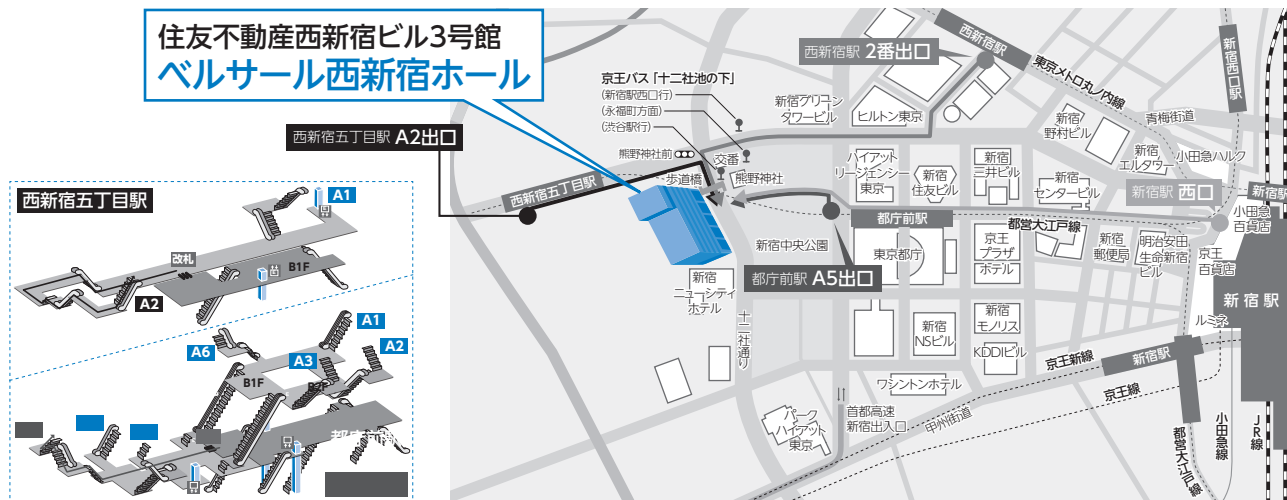 住友不動産西新宿ビル3号館
ベルサール西新宿ホール
西新宿五丁目駅 A2出口
西新宿五丁目駅
A1
改札
B1F
A2
A1
A6
A3
A2
B1F
京王バス「十二社池の下」
(新宿駅西口行)
(永福町方面)
(渋谷駅行)
熊野神社前
交番
歩道橋
熊野神社
西新宿五丁目駅
新宿
ニューシティ
ホテル
十二社通り
新宿中央公園
都庁前駅 A5出口
都庁前駅
都営大江戸線
西新宿駅 2番出口
西新宿駅
東京メトロ丸ノ内線
新宿グリーン
タワービル
ヒルトン東京
新宿
野村ビル
青梅街道
新宿
エルタワー
小田急ハルク
新宿西口駅
ハイアット
リージェンシー
東京
新宿
住友ビル
新宿
三井ビル
新宿
センタービル
新宿駅 西口
新宿駅
小田急
百貨店
東京都庁
京王
プラザ
ホテル
新宿
郵便局
明治安田
生命新宿
ビル
京王
百貨店
新宿駅
ルミネ
新宿
NSビル
新宿
モノリス
KDDIビル
京王新線
新宿駅
ワシントンホテル
京王線
首都高速
新宿出入口
甲州街道
パーク
ハイアット
東京
都営大江戸線
小田急線
JR線